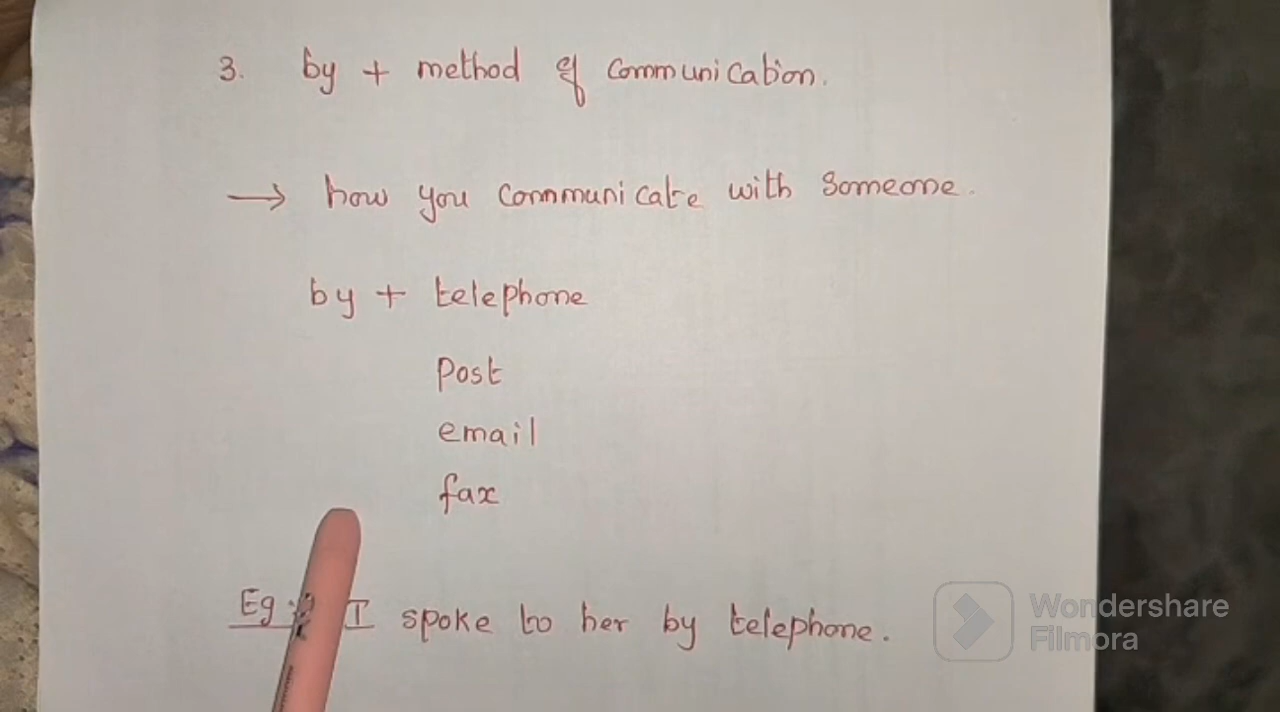 3. by + method of communication.
→ how you communicate with someone.
by + telephone
Post
email
fax
Eg: I spoke to her by telephone.
Wondershare
Filmora